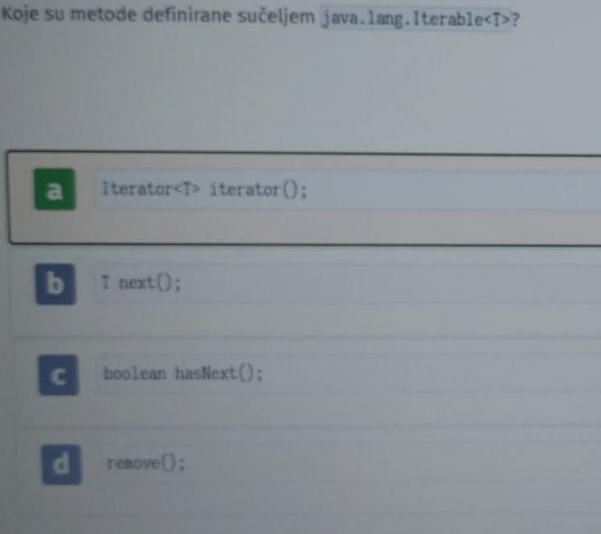 Koje su metode definirane sučeljem java.lang.Iterable<T>?
a Iterator<T> iterator();
b T next();
c boolean hasNext();
d remove();